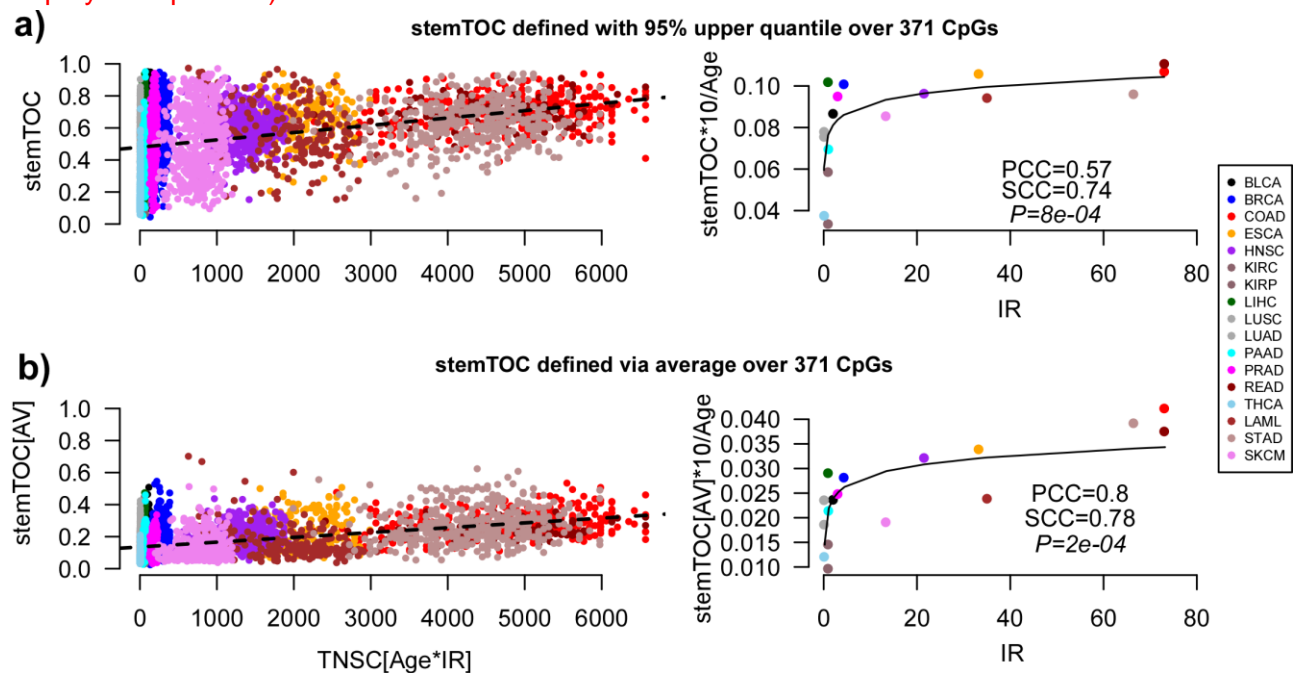 a)
stemTOC defined with 95% upper quantile over 371 CpGs
stemTOC
1.0
0.8
0.6
0.4
0.2
0.0
0 1000 2000 3000 4000 5000 6000
stemTOC*10/Age
0.10
0.08
0.06
0.04
PCC=0.57
SCC=0.74
P=8e-04
0 20 40 60 80
IR
BLCA
BRCA
COAD
ESCA
HNSC
KIRC
KIRP
LIHC
LUSC
LUAD
PAAD
PRAD
READ
THCA
LAML
STAD
SKCM
b)
stemTOC defined via average over 371 CpGs
stemTOC[AV]
1.0
0.8
0.6
0.4
0.2
0.0
0 1000 2000 3000 4000 5000 6000
TNSC[Age*IR]
stemTOC[AV]*10/Age
0.040
0.035
0.030
0.025
0.020
0.015
0.010
PCC=0.8
SCC=0.78
P=2e-04
0 20 40 60 80
IR